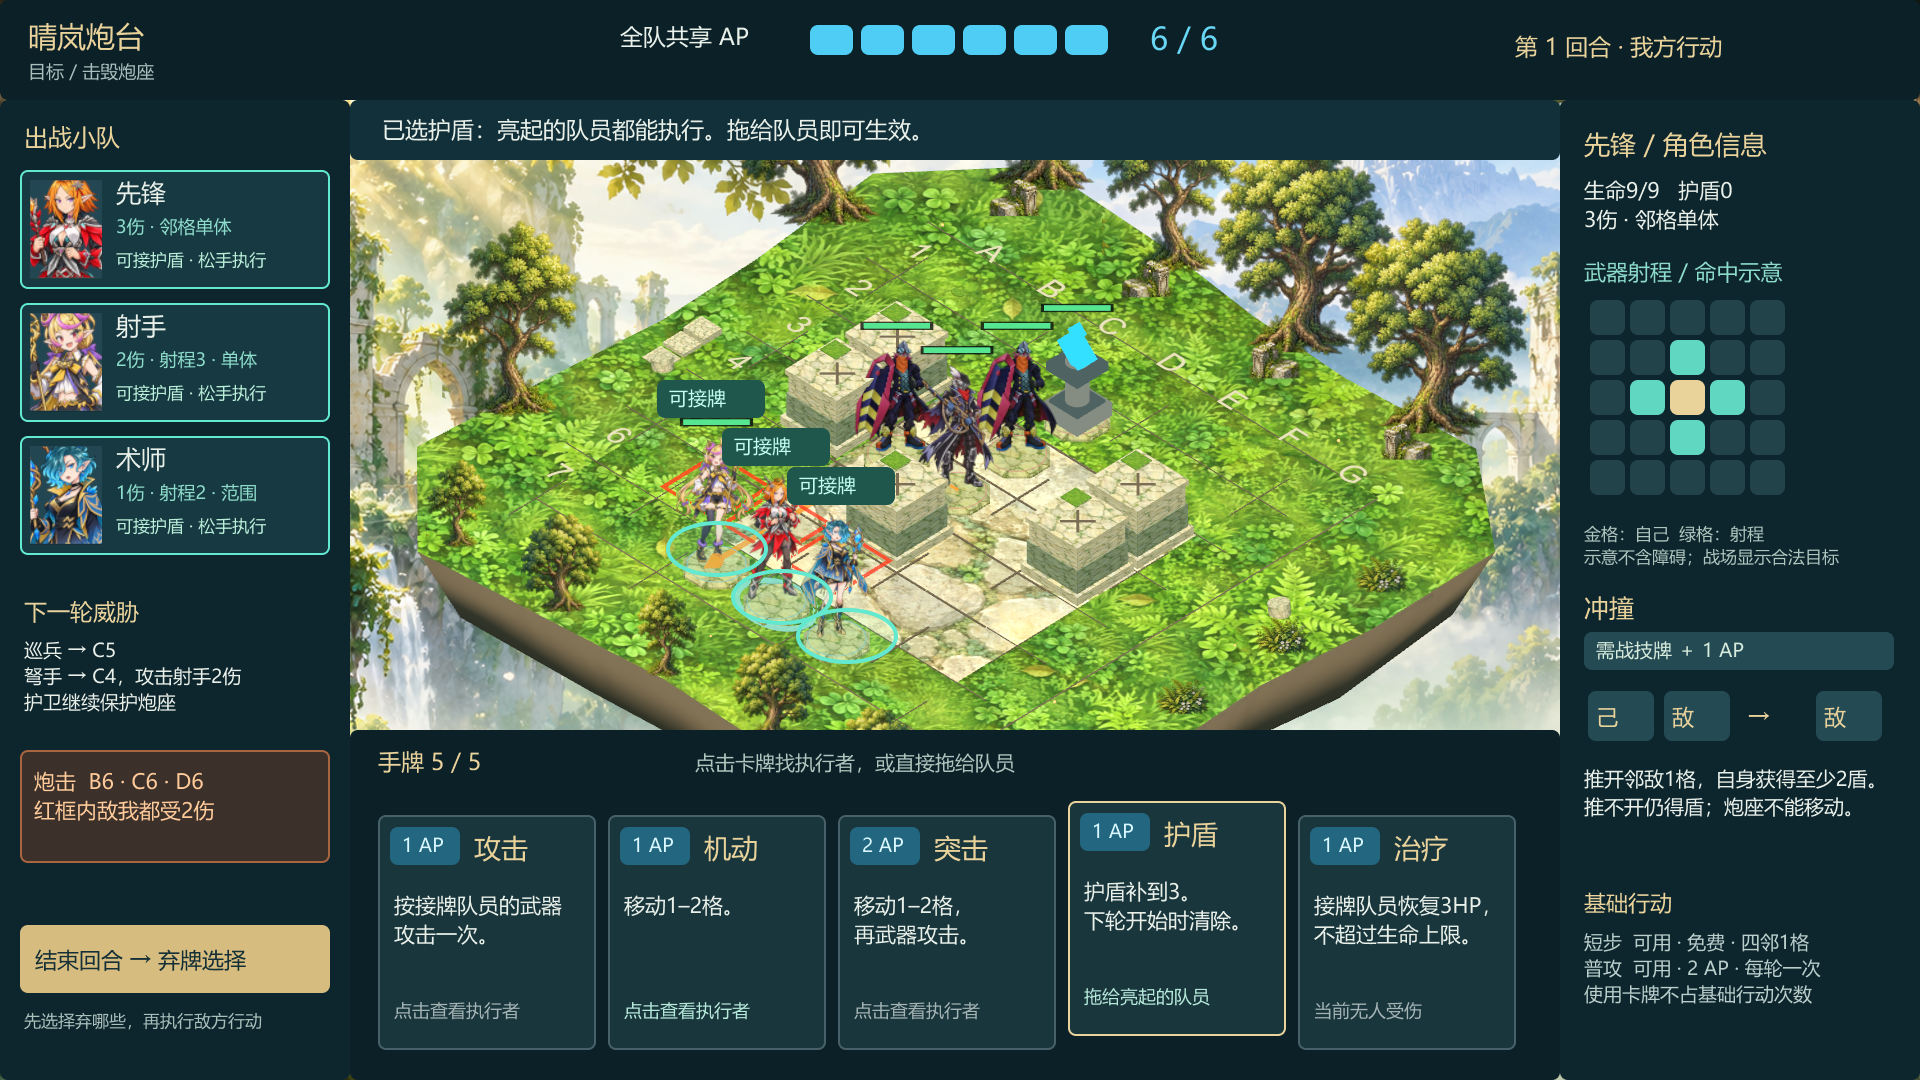 晴岚炮台
目标 / 击毁炮座
全队共享 AP
6 / 6
第 1 回合 · 我方行动
出战小队
先锋
3伤 · 邻格单体
可接护盾 · 松手执行
射手
2伤 · 射程3 · 单体
可接护盾 · 松手执行
术师
1伤 · 射程2 · 范围
可接护盾 · 松手执行
下一轮威胁
巡兵 → C5
弩手 → C4，攻击射手2伤
护卫继续保护炮座
炮击 B6 · C6 · D6
红框内敌我都受2伤
结束回合 → 弃牌选择
先选择弃哪些，再执行敌方行动
已选护盾：亮起的队员都能执行。拖给队员即可生效。
1
A
2
B
3
C
4
D
E
6
F
7
G
可接牌
可接牌
可接牌
手牌 5 / 5
点击卡牌找执行者，或直接拖给队员
1 AP 攻击
按接牌队员的武器
攻击一次。
点击查看执行者
1 AP 机动
移动1–2格。
点击查看执行者
2 AP 突击
移动1–2格，
再武器攻击。
点击查看执行者
1 AP 护盾
护盾补到3。
下轮开始时清除。
拖给亮起的队员
1 AP 治疗
接牌队员恢复3HP，
不超过生命上限。
当前无人受伤
先锋 / 角色信息
生命9/9 护盾0
3伤 · 邻格单体
武器射程 / 命中示意
金格：自己 绿格：射程
示意不含障碍；战场显示合法目标
冲撞
需战技牌 + 1 AP
己 敌 → 敌
推开邻敌1格，自身获得至少2盾。
推不开仍得盾；炮座不能移动。
基础行动
短步 可用 · 免费 · 四邻1格
普攻 可用 · 2 AP · 每轮一次
使用卡牌不占基础行动次数